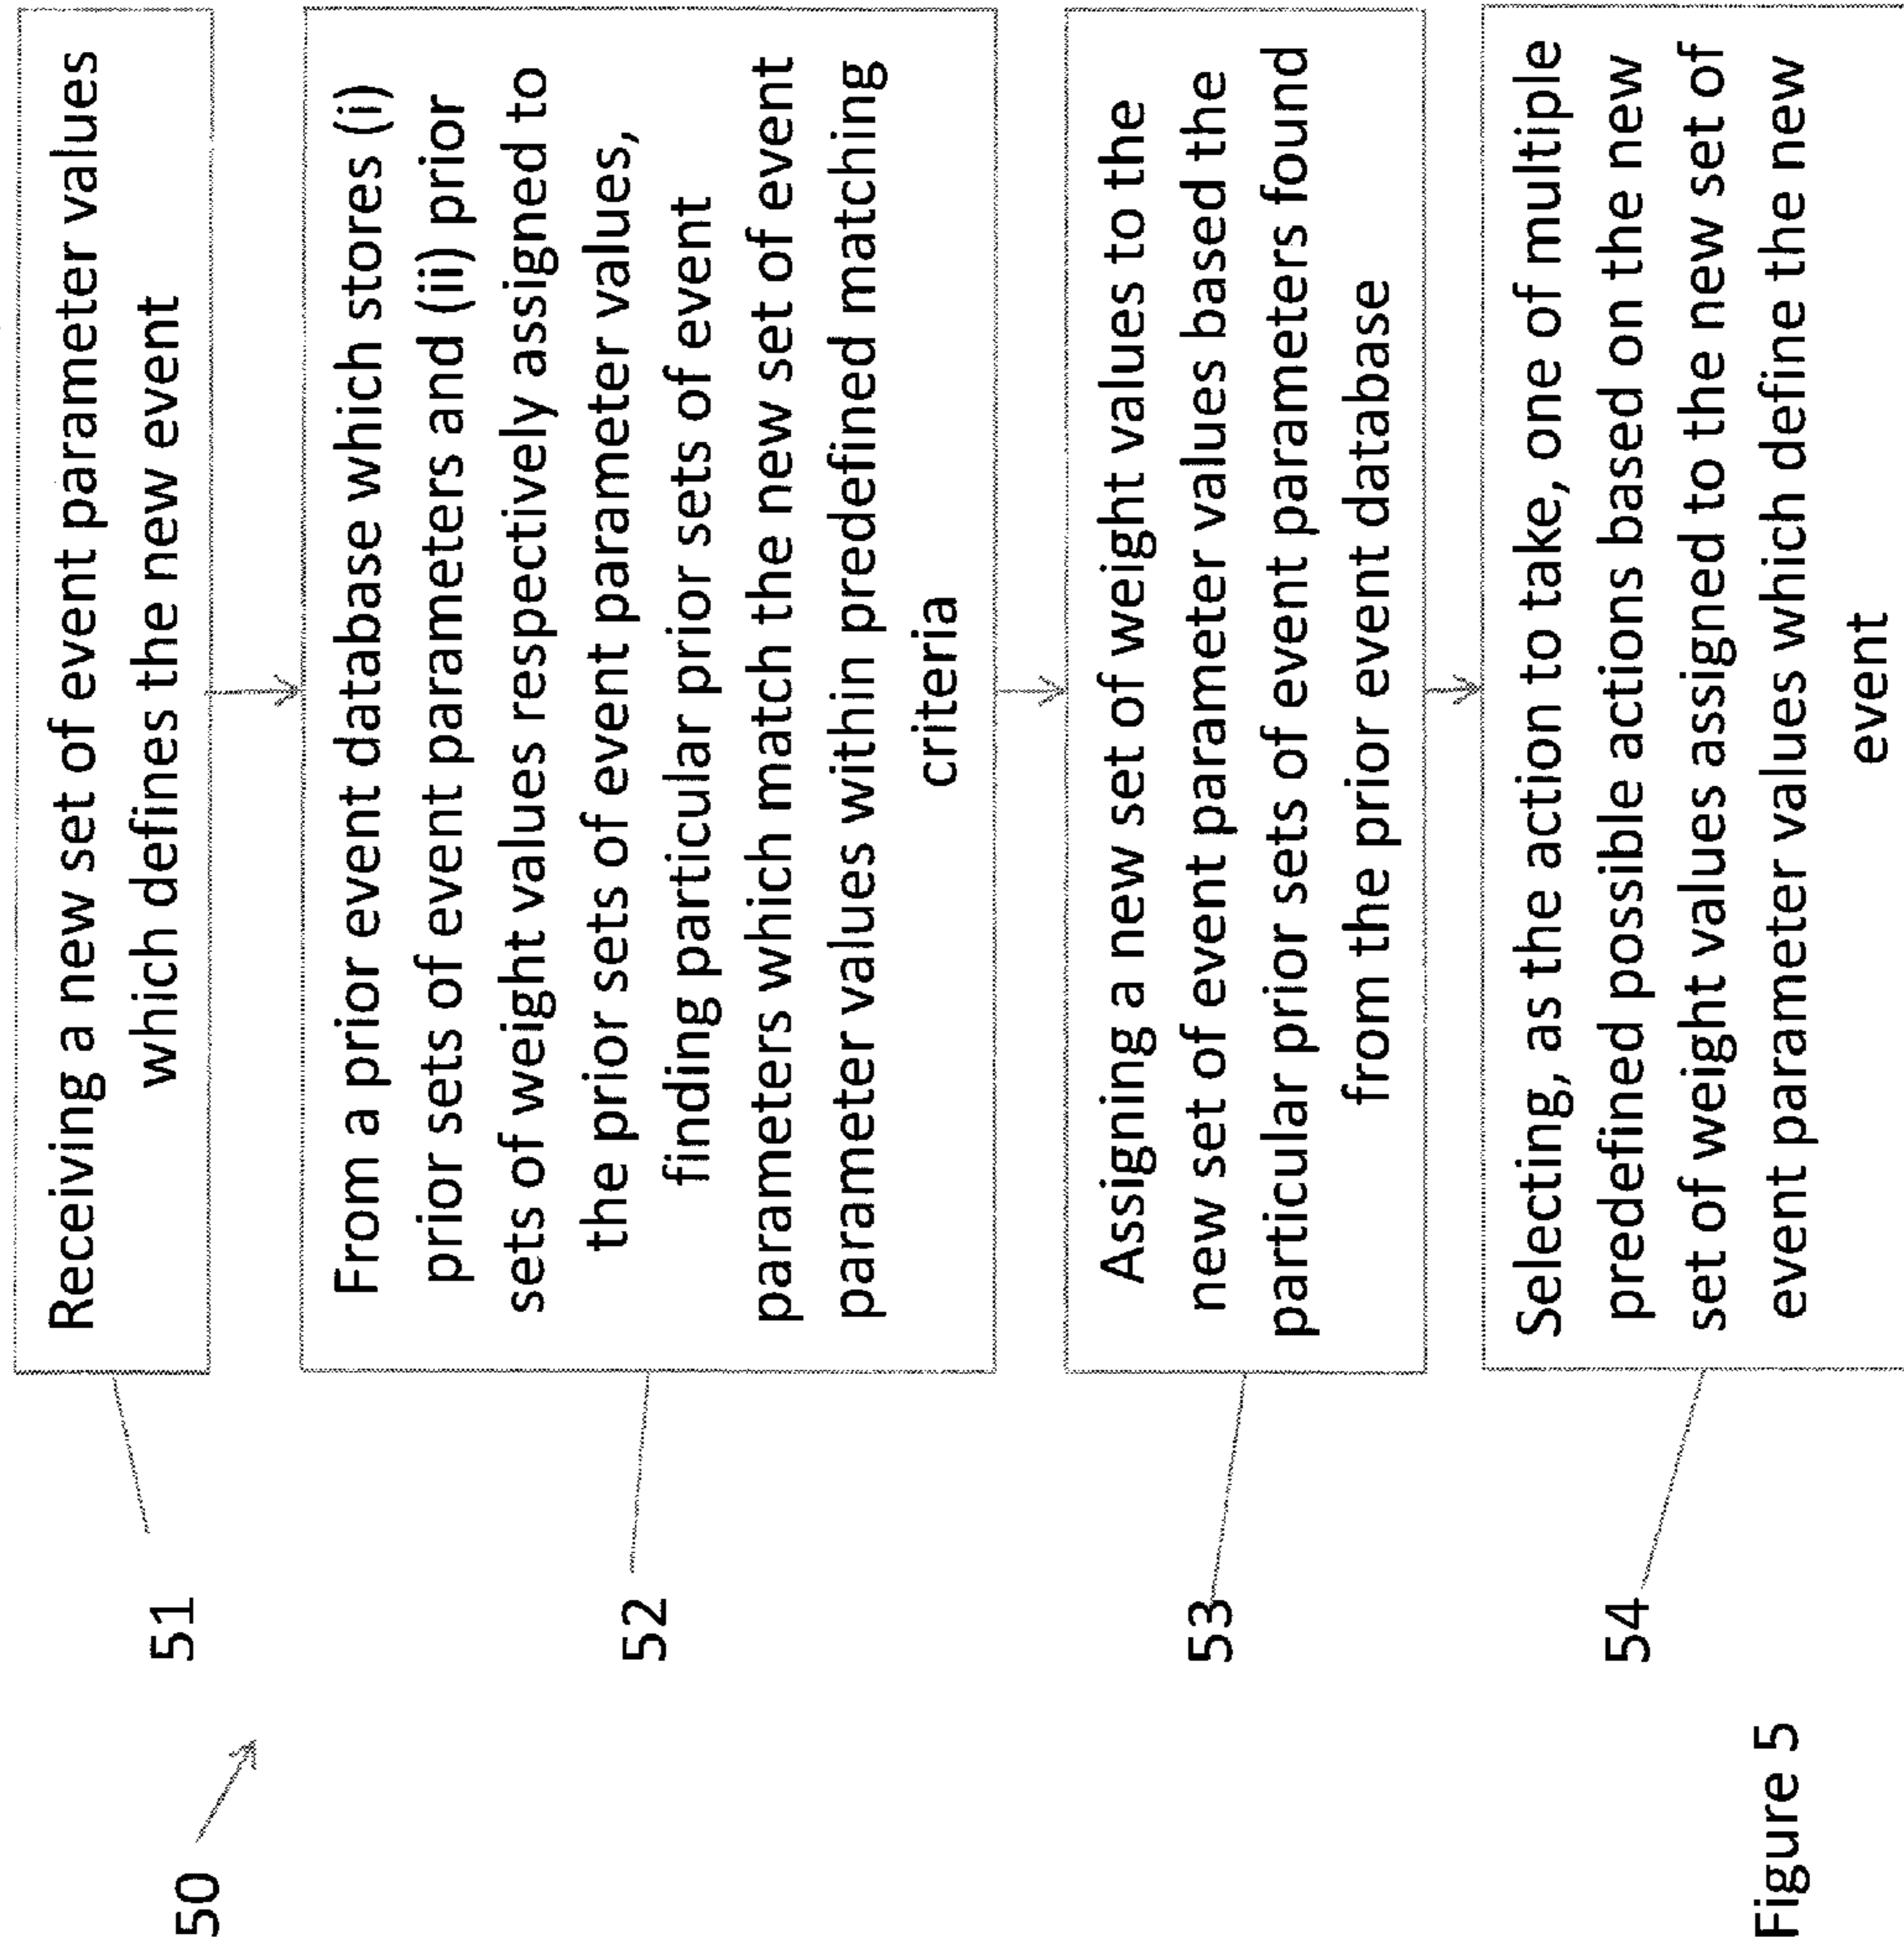 50
51
Receiving a new set of event parameter values
which defines the new event
52
From a prior event database which stores (i)
prior sets of event parameters and (ii) prior
sets of weight values respectively assigned to
the prior sets of event parameter values,
finding particular prior sets of event
parameters which match the new set of event
parameter values within predefined matching
criteria
53
Assigning a new set of weight values to the
new set of event parameter values based the
particular prior sets of event parameters found
from the prior event database
54
Selecting, as the action to take, one of multiple
predefined possible actions based on the new
set of weight values assigned to the new set of
event parameter values which define the new
event
Figure 5